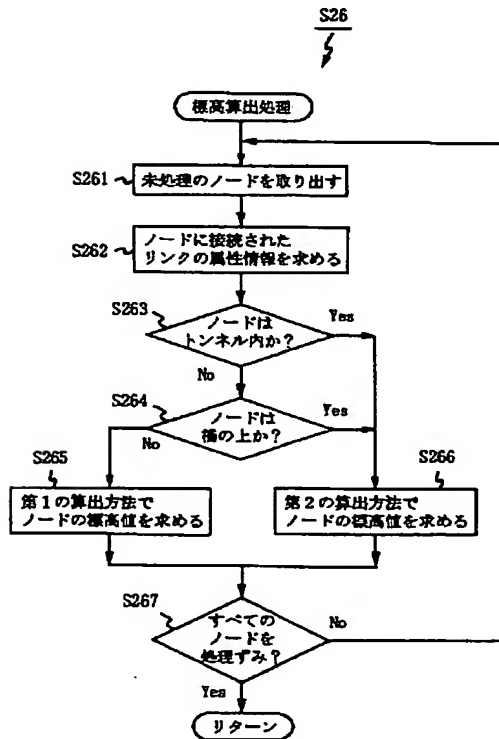 S26
標高算出処理
S261
未処理のノードを取り出す
S262
ノードに接続された
リンクの属性情報を求める
S263
ノードは
トンネル内か?
Yes
No
S264
ノードは
橋の上か?
Yes
No
S265
第1の算出方法で
ノードの標高値を求める
S266
第2の算出方法で
ノードの標高値を求める
S267
すべての
ノードを
処理ずみ?
No
Yes
リターン